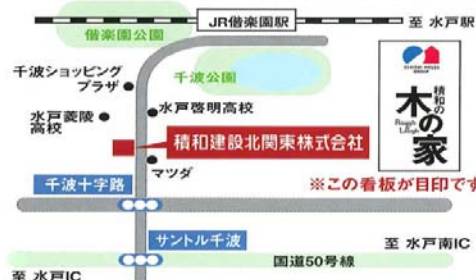 JR偕楽園駅
至 水戸駅
偕楽園公園
千波ショッピング
プラザ
千波公園
水戸啓明高校
水戸葵陵
高校
積和建設北関東株式会社
マツダ
SEKISUI HOUSE
GROUP
積和の
木の家
※この看板が目印です
千波十字路
サントル千波
至 水戸南IC
国道50号線
至 水戸IC